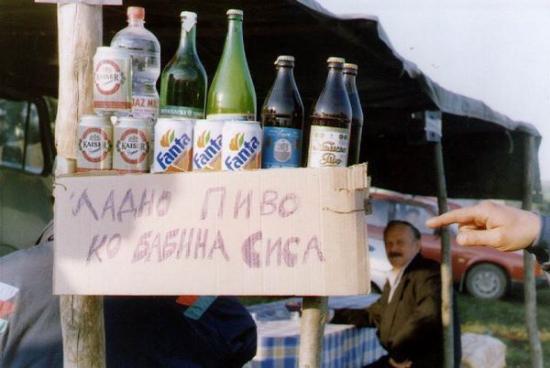 KAISER
KAISER
KAISER
Fanta
Fanta
Fanta
ЛАДНО ПИВО
КО БАБИНА СИСА